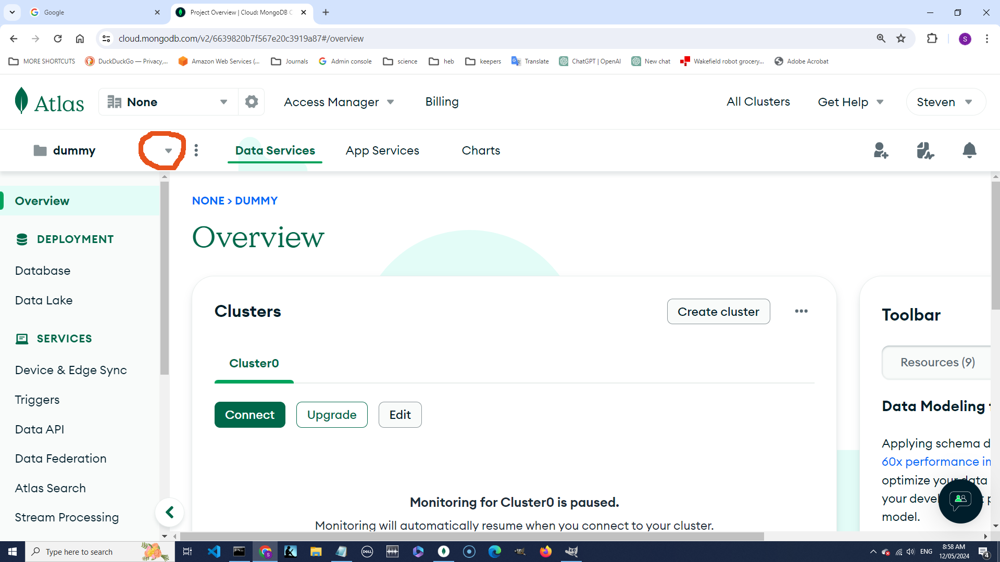 Google
Project Overview | Cloud: MongoDB C
cloud.mongodb.com/v2/6639820b7f567e20c3919a87#/overview
S
MORE SHORTCUTS DuckDuckGo — Privacy,... Amazon Web Services (... Journals Admin console science heb keepers Translate ChatGPT | OpenAI New chat Wakefield robot grocery... Adobe Acrobat
Atlas None Access Manager Billing All Clusters Get Help Steven
dummy Data Services App Services Charts
Overview
DEPLOYMENT
Database
Data Lake
SERVICES
Device & Edge Sync
Triggers
Data API
Data Federation
Atlas Search
Stream Processing
NONE > DUMMY
Overview
Clusters Create cluster
Cluster0
Connect Upgrade Edit
Monitoring for Cluster0 is paused.
Monitoring will automatically resume when you connect to your cluster.
Toolbar
Resources (9)
Data Modeling
Applying schema d
60x performance in
optimize your data
your devel
model.
Type here to search
DELL
ENG
8:58 AM
12/05/2024
4